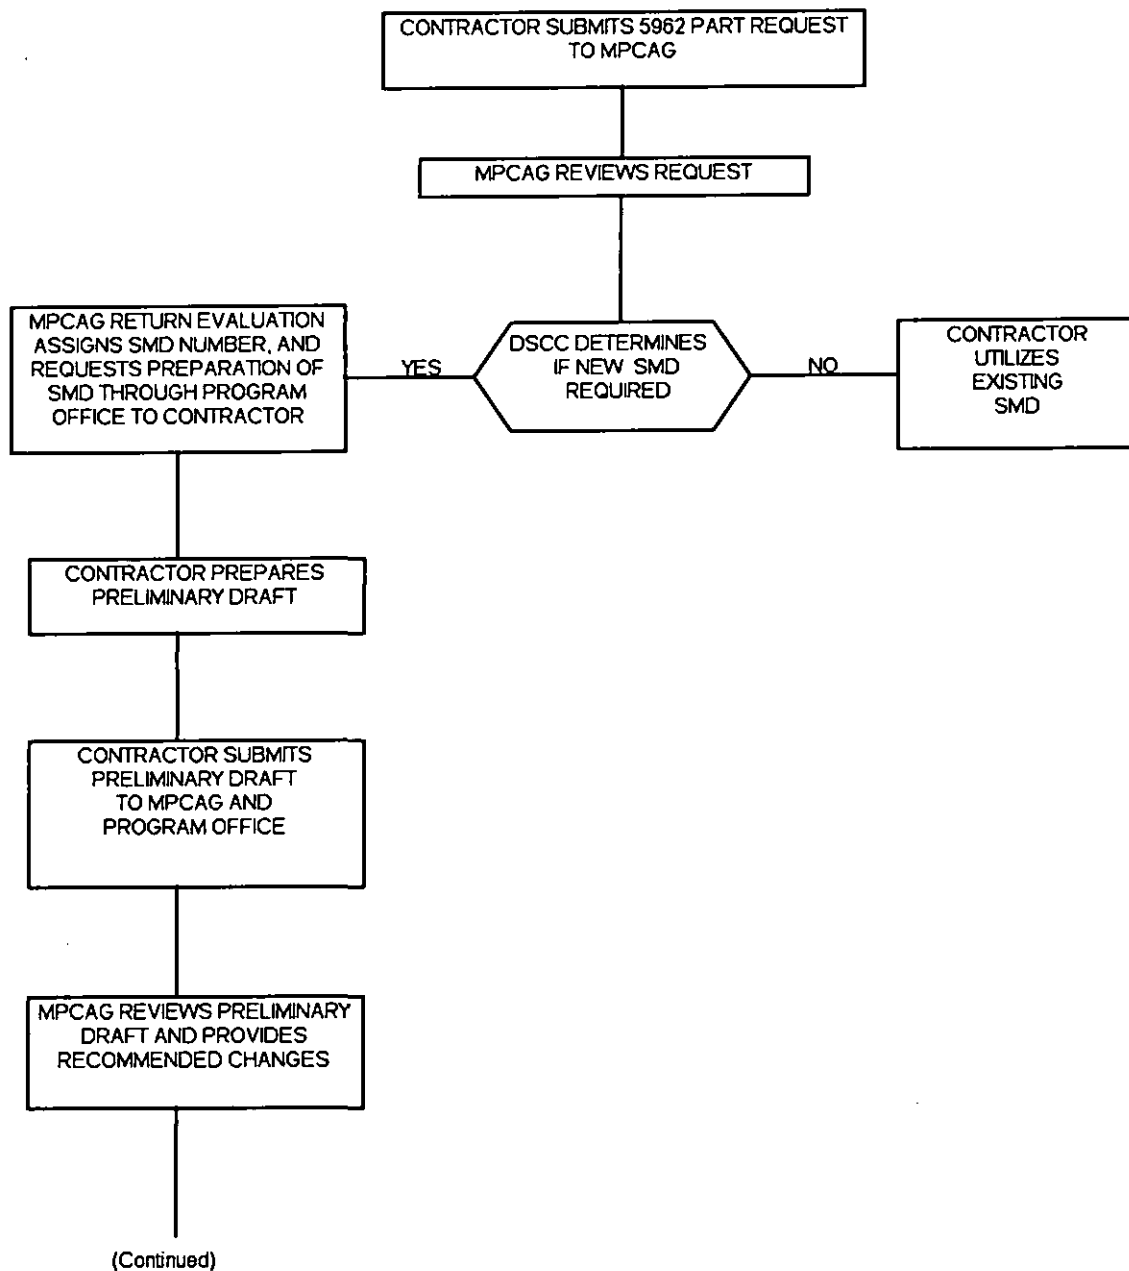 CONTRACTOR SUBMITS 5962 PART REQUEST
TO MPCAG
MPCAG REVIEWS REQUEST
MPCAG RETURN EVALUATION
ASSIGNS SMD NUMBER, AND
REQUESTS PREPARATION OF
SMD THROUGH PROGRAM
OFFICE TO CONTRACTOR
YES
DSCC DETERMINES
IF NEW SMD
REQUIRED
NO
CONTRACTOR
UTILIZES
EXISTING
SMD
CONTRACTOR PREPARES
PRELIMINARY DRAFT
CONTRACTOR SUBMITS
PRELIMINARY DRAFT
TO MPCAG AND
PROGRAM OFFICE
MPCAG REVIEWS PRELIMINARY
DRAFT AND PROVIDES
RECOMMENDED CHANGES
(Continued)